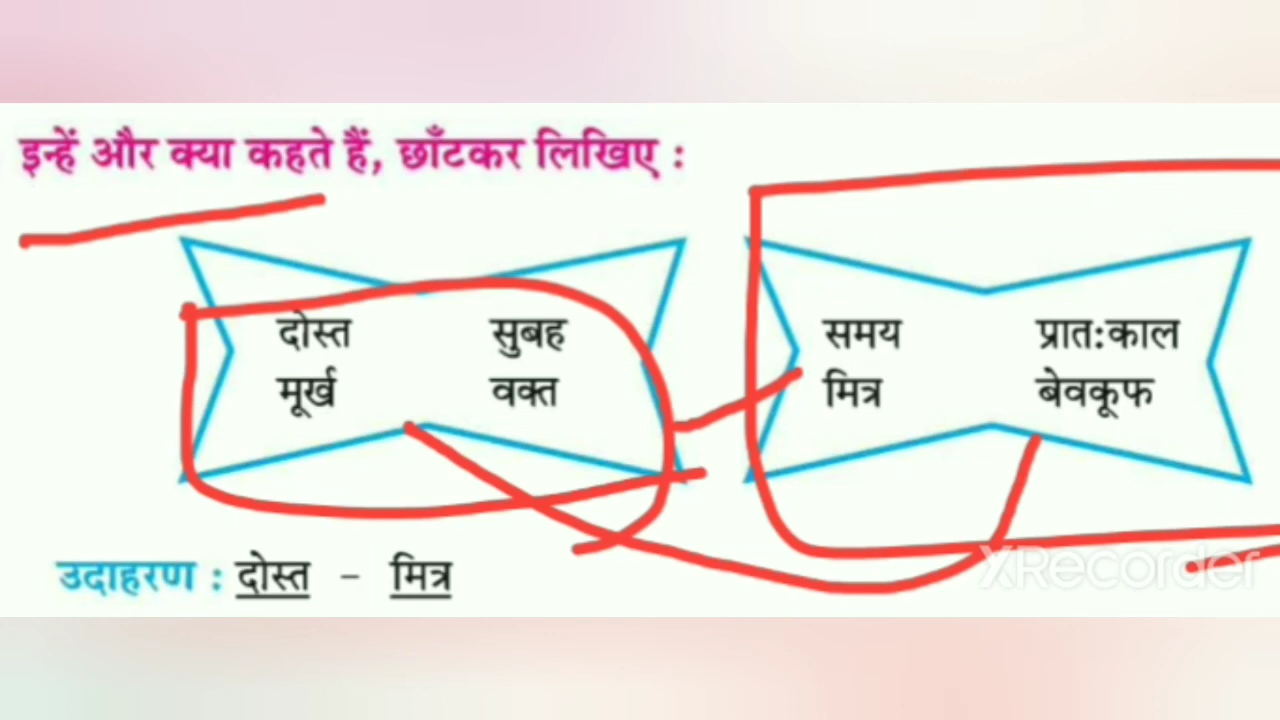 इन्हें और क्या कहते हैं, छाँटकर लिखिए :
दोस्त सुबह
मूर्ख वक्त
समय प्रात:काल
मित्र बेवकूफ
उदाहरण : दोस्त – मित्र
XRecorder